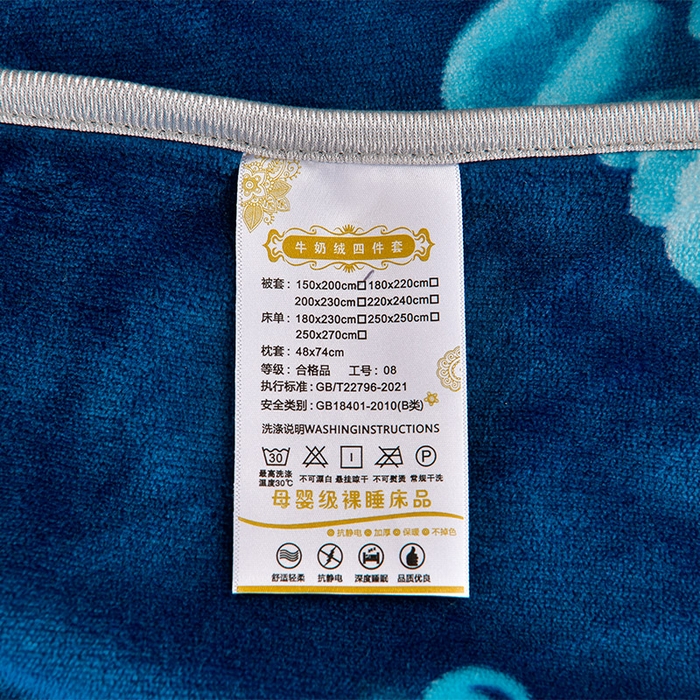 牛奶绒四件套
被套：150x200cm□180x220cm□
200x230cm□220x240cm□
床单：180x230cm□250x250cm□
250x270cm□
枕套：48x74cm
等级：合格品 工号：08
执行标准：GB/T22796-2021
安全类别：GB18401-2010(B类)
洗涤说明WASHINGINSTRUCTIONS
30
P
最高洗涤温度30℃ 不可漂白 悬挂晾干 不可熨烫 常规干洗
母婴级裸睡床品
抗静电 加厚 保暖 不掉色
舒适轻柔 抗静电 深度睡眠 品质优良